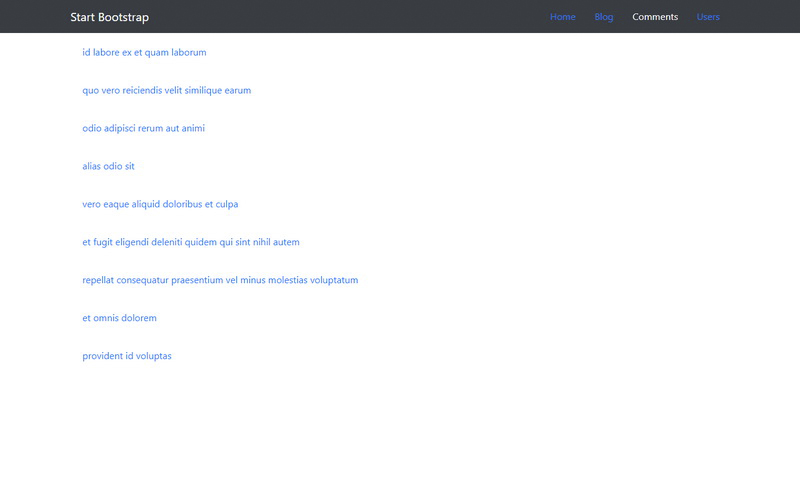 Start Bootstrap
Home Blog Comments Users
id labore ex et quam laborum
quo vero reiciendis velit similique earum
odio adipisci rerum aut animi
alias odio sit
vero eaque aliquid doloribus et culpa
et fugit eligendi deleniti quidem qui sint nihil autem
repellat consequatur praesentium vel minus molestias voluptatum
et omnis dolorem
provident id voluptas